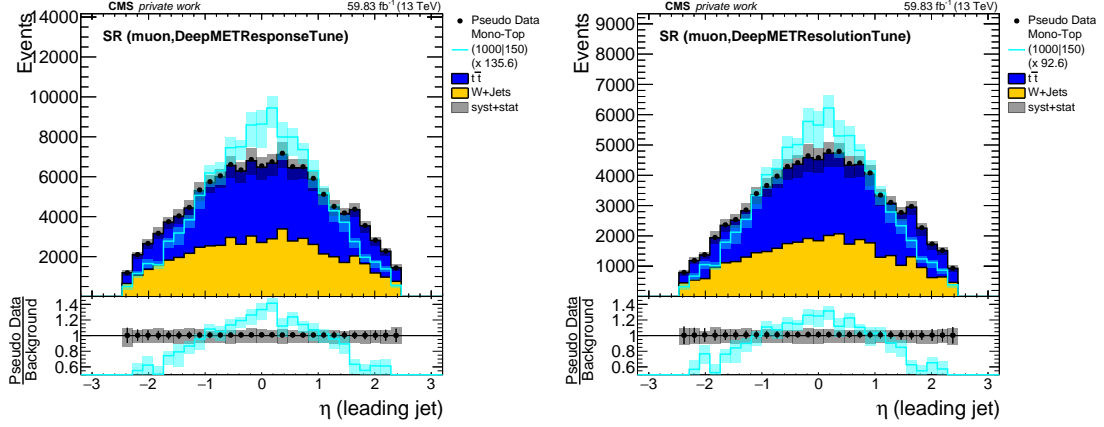 CMS private work 59.83 fb⁻¹ (13 TeV)
Events
14000
12000
10000
8000
6000
4000
2000
SR (muon,DeepMETResponseTune)
Pseudo Data
Mono-Top
(1000|150)
(x 135.6)
tt̅
W+Jets
syst+stat
Pseudo Data
Background
1.4
1.2
1
0.8
0.6
−3 −2 −1 0 1 2 3
η (leading jet)
CMS private work 59.83 fb⁻¹ (13 TeV)
Events
9000
8000
7000
6000
5000
4000
3000
2000
1000
SR (muon,DeepMETResolutionTune)
Pseudo Data
Mono-Top
(1000|150)
(x 92.6)
tt̅
W+Jets
syst+stat
Pseudo Data
Background
1.4
1.2
1
0.8
0.6
−3 −2 −1 0 1 2 3
η (leading jet)